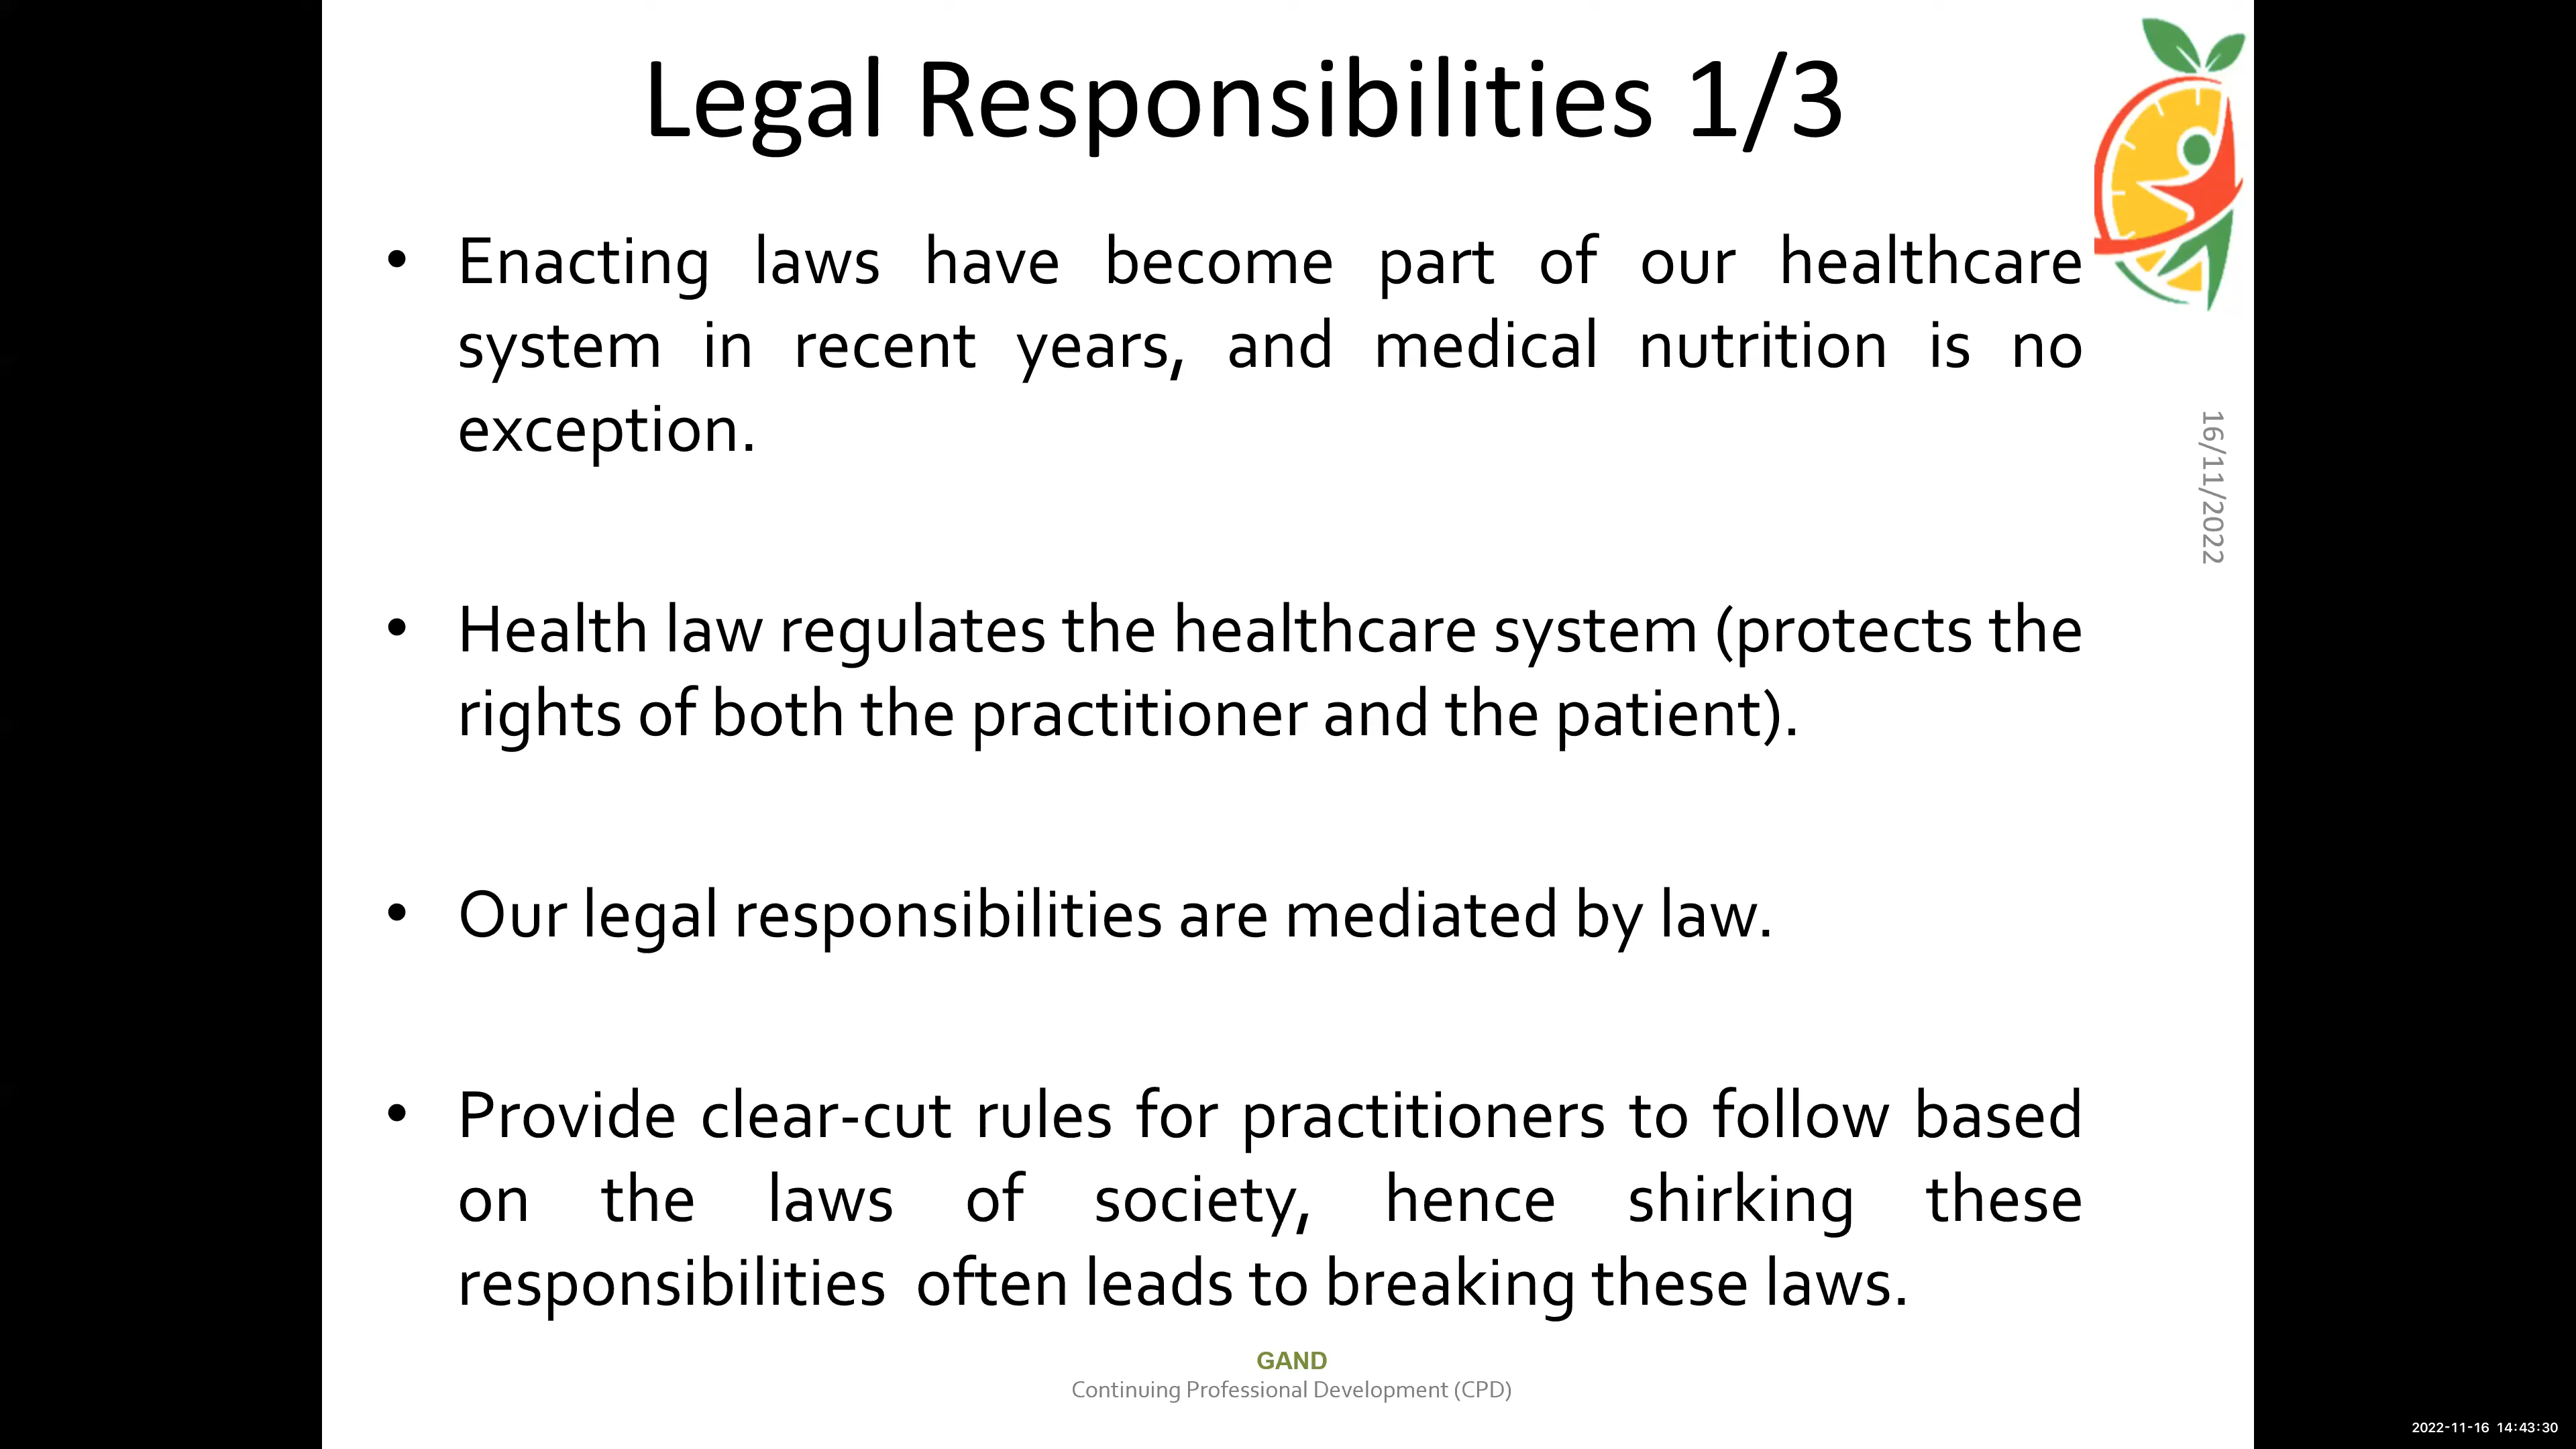 Legal Responsibilities 1/3
• Enacting laws have become part of our healthcare
system in recent years, and medical nutrition is no
exception.
16/11/2022
• Health law regulates the healthcare system (protects the
rights of both the practitioner and the patient).
• Our legal responsibilities are mediated by law.
• Provide clear-cut rules for practitioners to follow based
on the laws of society, hence shirking these
responsibilities often leads to breaking these laws.
GAND
Continuing Professional Development (CPD)
2022-11-16 14:43:30